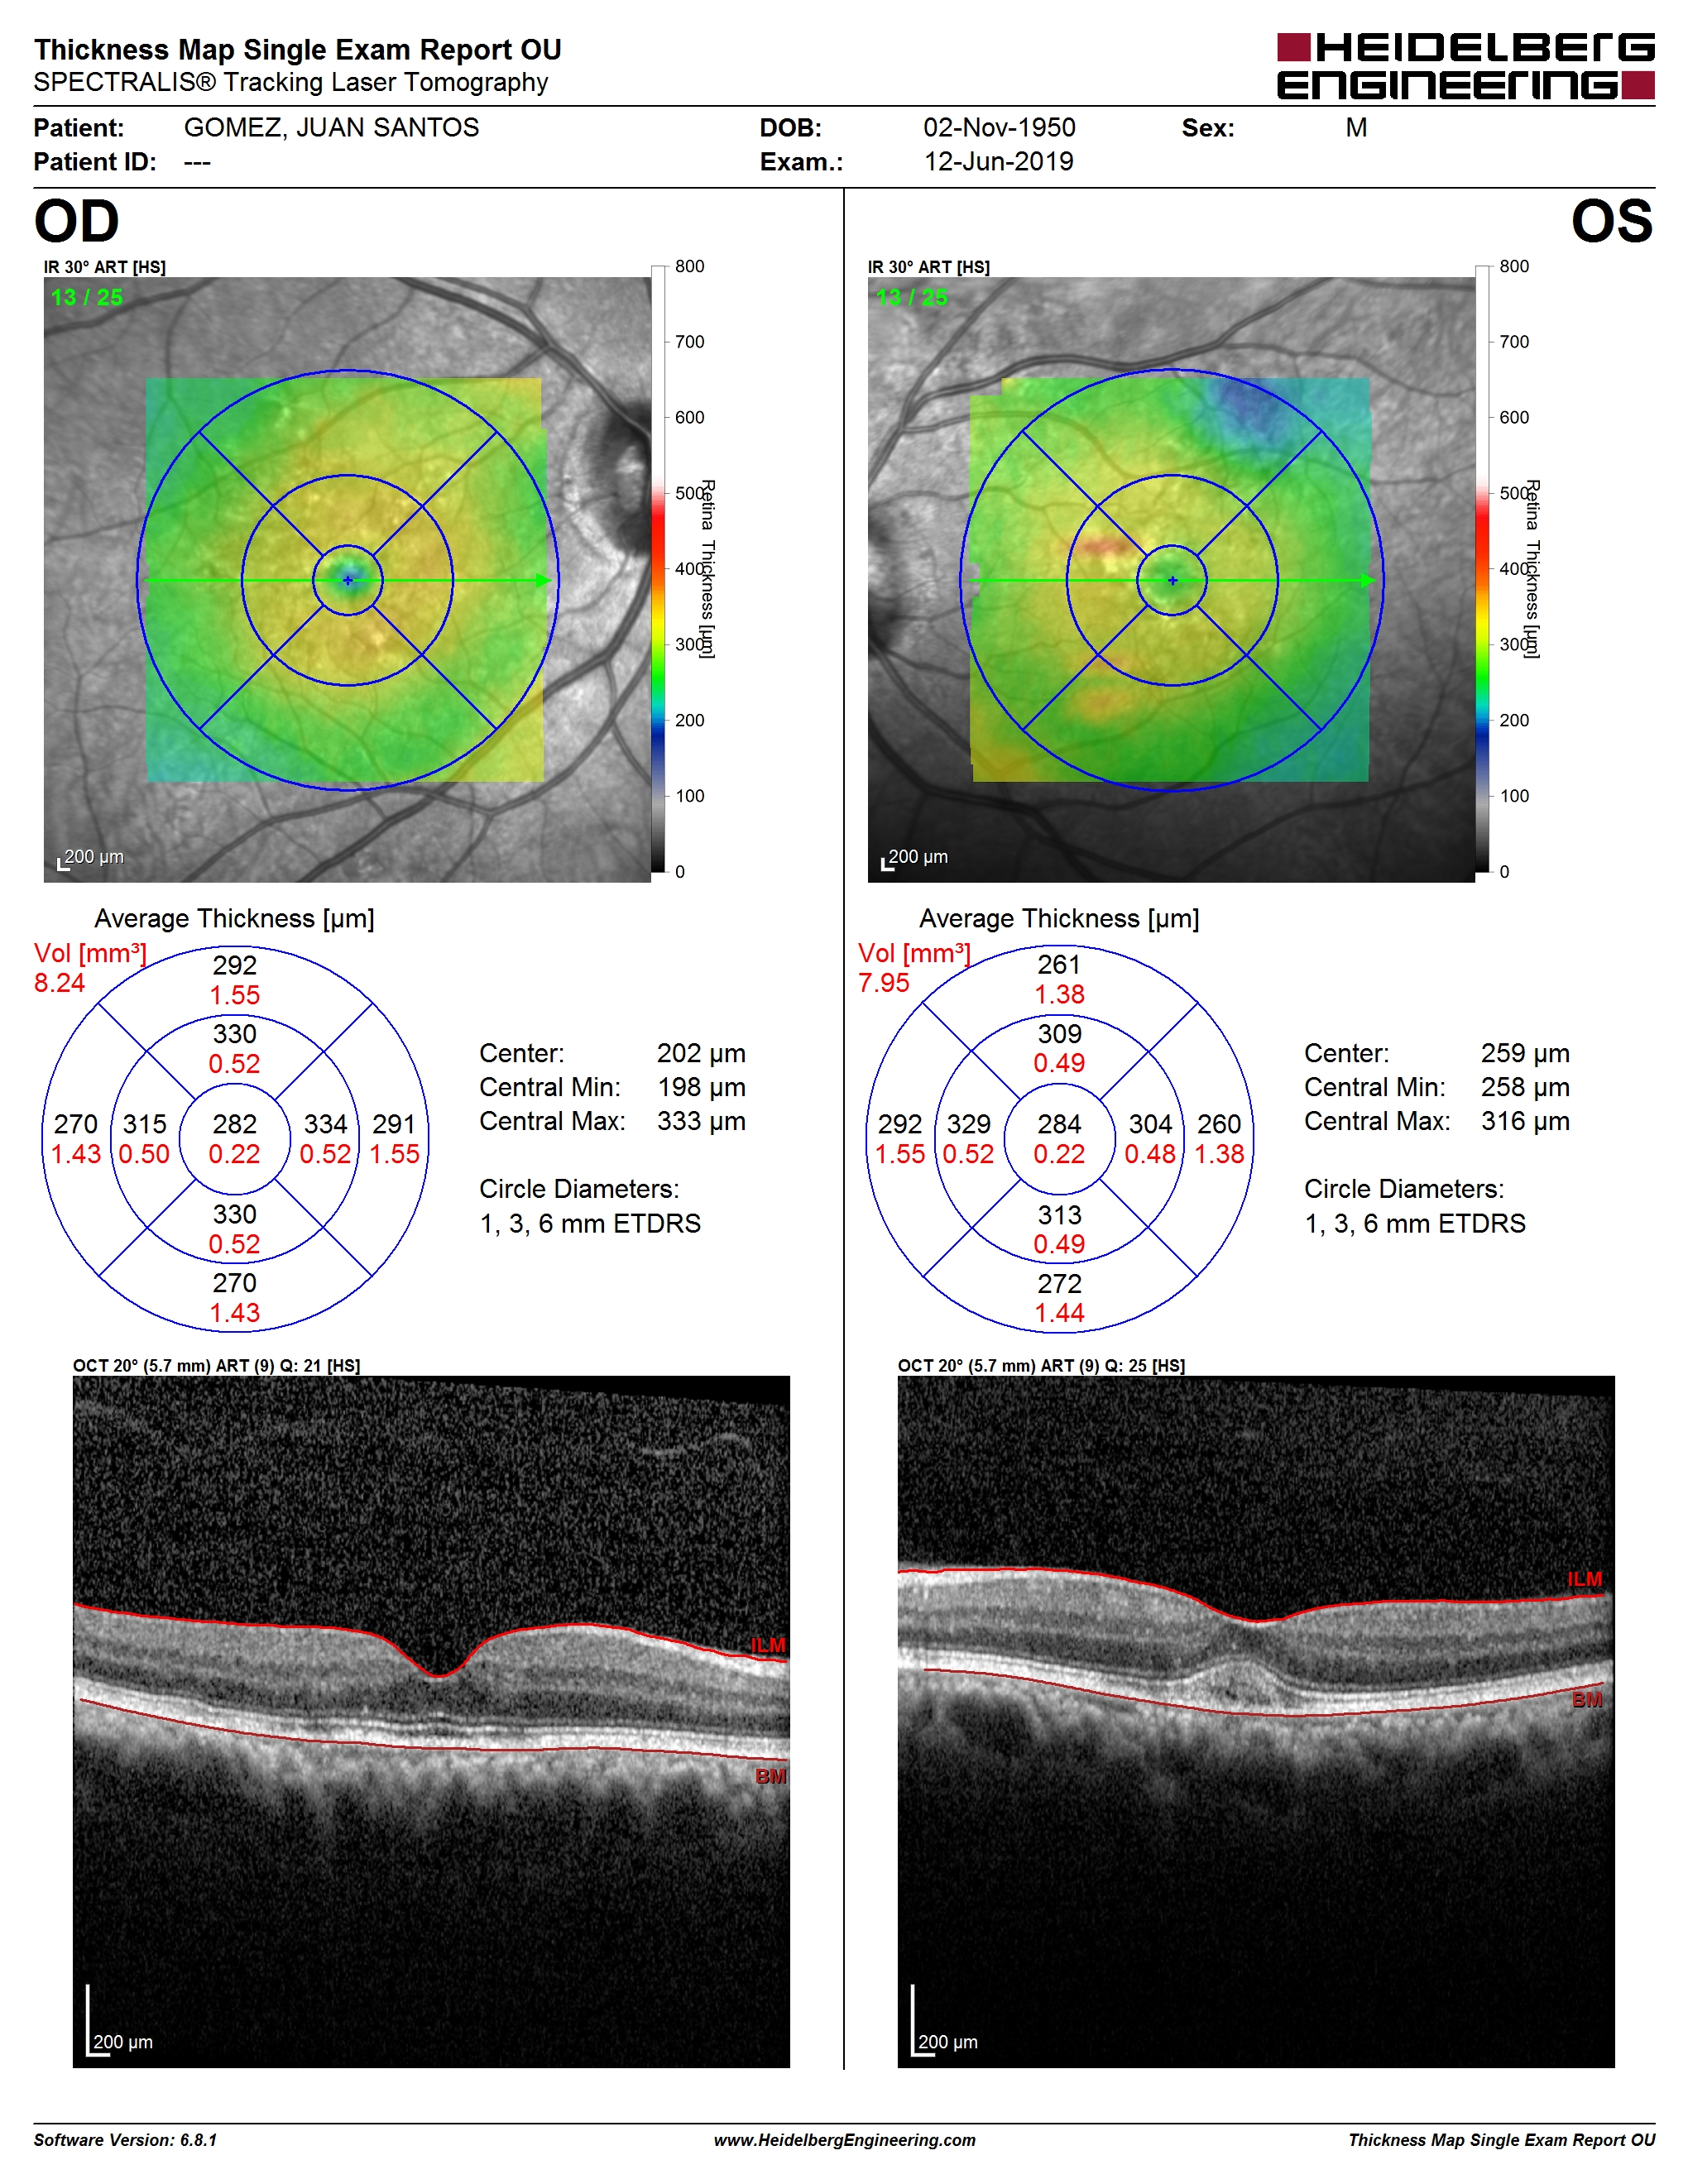 Thickness Map Single Exam Report OU
SPECTRALIS® Tracking Laser Tomography
HEIDELBERG
ENGINEERING
Patient: GOMEZ, JUAN SANTOS DOB: 02-Nov-1950 Sex: M
Patient ID: --- Exam.: 12-Jun-2019
OD
IR 30° ART [HS]
13 / 25
800
700
600
500
400
300
200
100
0
Retina Thickness [µm]
200 µm
Average Thickness [µm]
Vol [mm³]
8.24
292
1.55
330
0.52
270 315 282 334 291
1.43 0.50 0.22 0.52 1.55
330
0.52
270
1.43
Center: 202 µm
Central Min: 198 µm
Central Max: 333 µm
Circle Diameters:
1, 3, 6 mm ETDRS
OCT 20° (5.7 mm) ART (9) Q: 21 [HS]
ILM
BM
200 µm
OS
IR 30° ART [HS]
13 / 25
800
700
600
500
400
300
200
100
0
Retina Thickness [µm]
200 µm
Average Thickness [µm]
Vol [mm³]
7.95
261
1.38
309
0.49
292 329 284 304 260
1.55 0.52 0.22 0.48 1.38
313
0.49
272
1.44
Center: 259 µm
Central Min: 258 µm
Central Max: 316 µm
Circle Diameters:
1, 3, 6 mm ETDRS
OCT 20° (5.7 mm) ART (9) Q: 25 [HS]
ILM
BM
200 µm
Software Version: 6.8.1 www.HeidelbergEngineering.com Thickness Map Single Exam Report OU